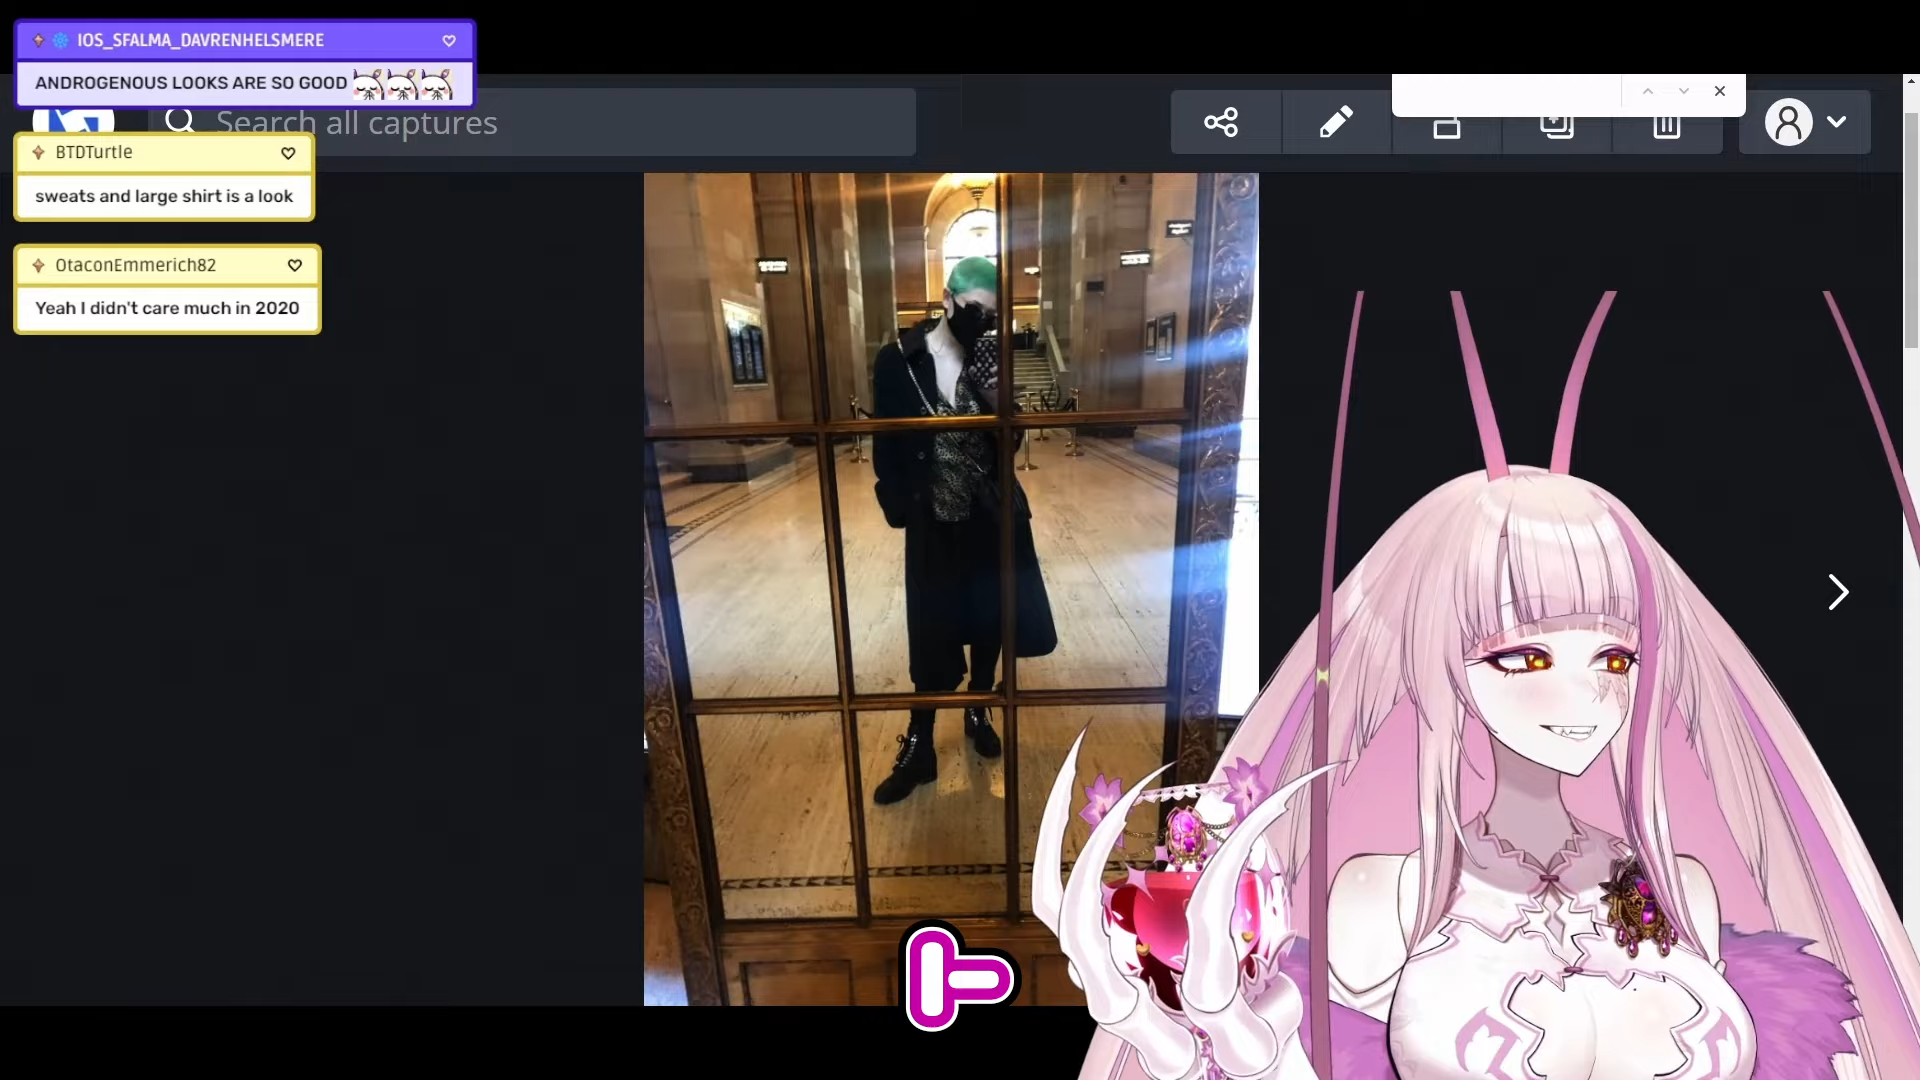 IOS_SFALMA_DAVRENHELSMERE
ANDROGENOUS LOOKS ARE SO GOOD
Search all captures
BTDTurtle
sweats and large shirt is a look
OtaconEmmerich82
Yeah I didn't care much in 2020
I-